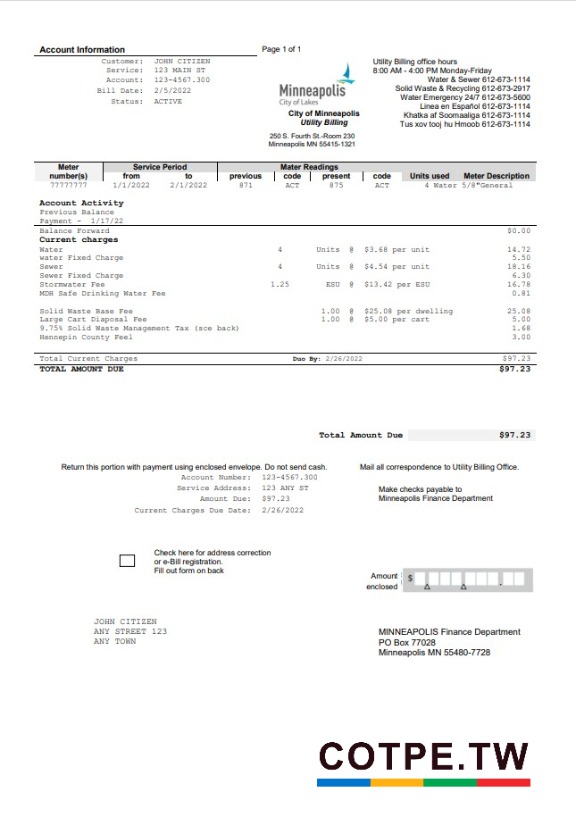 Account Information
Page 1 of 1
Customer: JOHN CITIZEN
Service: 123 MAIN ST
Account: 123-4567.300
Bill Date: 2/5/2022
Status: ACTIVE
Minneapolis
City of Lakes
City of Minneapolis
Utility Billing
250 S. Fourth St.-Room 230
Minneapolis MN 55415-1321
Utility Billing office hours
8:00 AM - 4:00 PM Monday-Friday
Water & Sewer 612-673-1114
Solid Waste & Recycling 612-673-2917
Water Emergency 24/7 612-673-5600
Linea en Español 612-673-1114
Khatka af Soomaaliga 612-673-1114
Tus xov tooj hu Hmoob 612-673-1114
Meter Service Period Mater Readings
number(s) from to previous code present code Units used Meter Description
77777777 1/1/2022 2/1/2022 871 ACT 875 ACT 4 Water 5/8"General
Account Activity
Previous Balance
Payment - 1/17/22
Balance Forward $0.00
Current charges
Water 4 Units @ $3.68 per unit 14.72
water Fixed Charge 5.50
Sewer 4 Units @ $4.54 per unit 18.16
Sewer Fixed Charge 6.30
Stormwater Fee 1.25 ESU @ $13.42 per ESU 16.78
MDH Safe Drinking Water Fee 0.81
Solid Waste Base Fee 1.00 @ $25.08 per dwelling 25.08
Large Cart Disposal Fee 1.00 @ $5.00 per cart 5.00
9.75% Solid Waste Management Tax (sce back) 1.68
Hennepin County Feel 3.00
Total Current Charges Due By: 2/26/2022 $97.23
TOTAL AMOUNT DUE $97.23
Total Amount Due $97.23
Return this portion with payment using enclosed envelope. Do not send cash.
Mail all correspondence to Utility Billing Office.
Account Number: 123-4567.300
Service Address: 123 ANY ST
Amount Due: $97.23
Current Charges Due Date: 2/26/2022
Make checks payable to
Minneapolis Finance Department
Check here for address correction
or e-Bill registration.
Fill out form on back
Amount
enclosed
$
JOHN CITIZEN
ANY STREET 123
ANY TOWN
MINNEAPOLIS Finance Department
PO Box 77028
Minneapolis MN 55480-7728
COTPE.TW